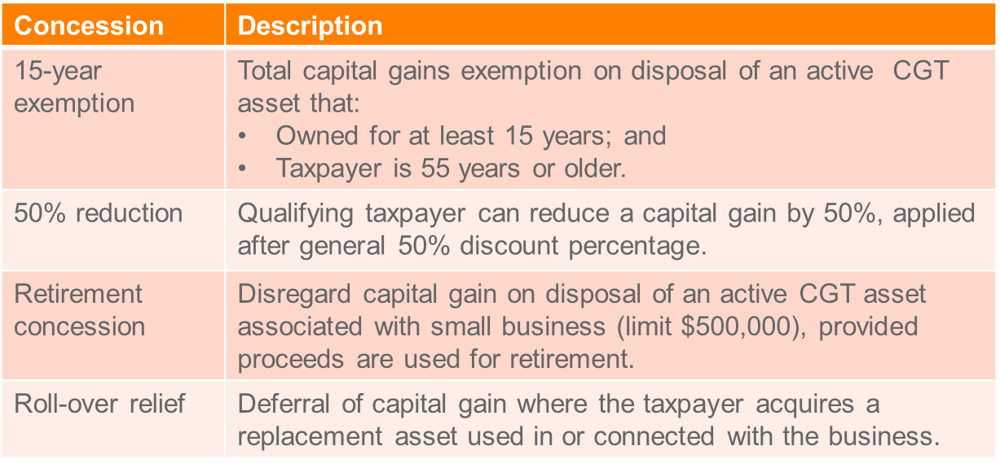 Concession Description
15-year exemption
Total capital gains exemption on disposal of an active CGT
asset that:
• Owned for at least 15 years; and
• Taxpayer is 55 years or older.
50% reduction
Qualifying taxpayer can reduce a capital gain by 50%, applied
after general 50% discount percentage.
Retirement
concession
Disregard capital gain on disposal of an active CGT asset
associated with small business (limit $500,000), provided
proceeds are used for retirement.
Roll-over relief
Deferral of capital gain where the taxpayer acquires a
replacement asset used in or connected with the business.